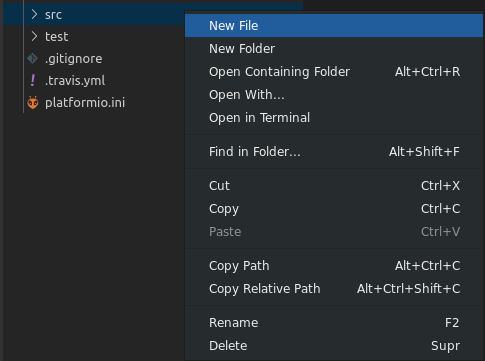 src
test
.gitignore
.travis.yml
platformio.ini
New File
New Folder
Open Containing Folder Alt+Ctrl+R
Open With...
Open in Terminal
Find in Folder... Alt+Shift+F
Cut Ctrl+X
Copy Ctrl+C
Paste Ctrl+V
Copy Path Alt+Ctrl+C
Copy Relative Path Alt+Ctrl+Shift+C
Rename F2
Delete Supr